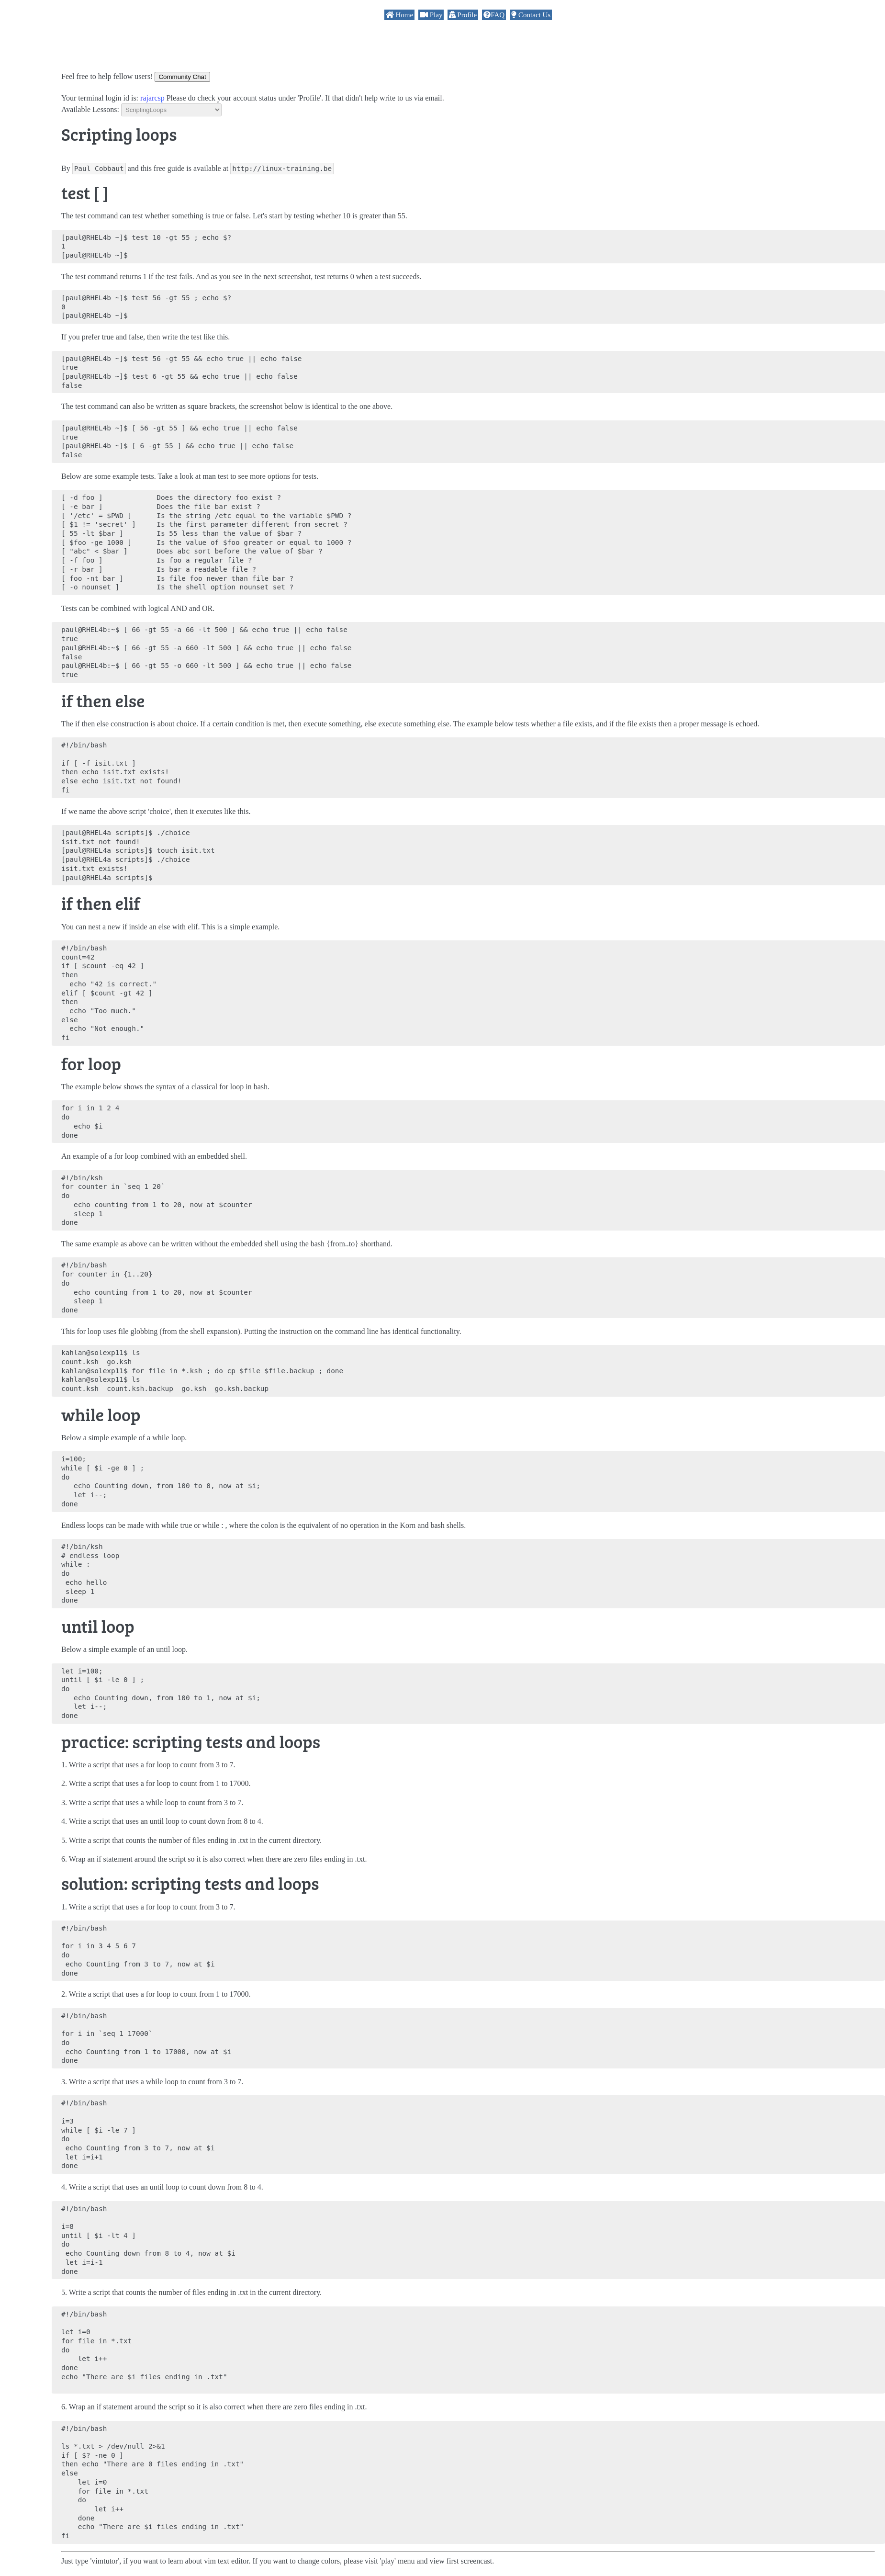 Home Play Profile FAQ Contact Us
Feel free to help fellow users! Community Chat
Your terminal login id is: rajarcsp Please do check your account status under 'Profile'. If that didn't help write to us via email.
Available Lessons: ScriptingLoops
Scripting loops
By Paul Cobbaut and this free guide is available at http://linux-training.be
test [ ]
The test command can test whether something is true or false. Let's start by testing whether 10 is greater than 55.
[paul@RHEL4b ~]$ test 10 -gt 55 ; echo $?
1
[paul@RHEL4b ~]$
The test command returns 1 if the test fails. And as you see in the next screenshot, test returns 0 when a test succeeds.
[paul@RHEL4b ~]$ test 56 -gt 55 ; echo $?
0
[paul@RHEL4b ~]$
If you prefer true and false, then write the test like this.
[paul@RHEL4b ~]$ test 56 -gt 55 && echo true || echo false
true
[paul@RHEL4b ~]$ test 6 -gt 55 && echo true || echo false
false
The test command can also be written as square brackets, the screenshot below is identical to the one above.
[paul@RHEL4b ~]$ [ 56 -gt 55 ] && echo true || echo false
true
[paul@RHEL4b ~]$ [ 6 -gt 55 ] && echo true || echo false
false
Below are some example tests. Take a look at man test to see more options for tests.
[ -d foo ]             Does the directory foo exist ?
[ -e bar ]             Does the file bar exist ?
[ '/etc' = $PWD ]      Is the string /etc equal to the variable $PWD ?
[ $1 != 'secret' ]     Is the first parameter different from secret ?
[ 55 -lt $bar ]        Is 55 less than the value of $bar ?
[ $foo -ge 1000 ]      Is the value of $foo greater or equal to 1000 ?
[ "abc" < $bar ]       Does abc sort before the value of $bar ?
[ -f foo ]             Is foo a regular file ?
[ -r bar ]             Is bar a readable file ?
[ foo -nt bar ]        Is file foo newer than file bar ?
[ -o nounset ]         Is the shell option nounset set ?
Tests can be combined with logical AND and OR.
paul@RHEL4b:~$ [ 66 -gt 55 -a 66 -lt 500 ] && echo true || echo false
true
paul@RHEL4b:~$ [ 66 -gt 55 -a 660 -lt 500 ] && echo true || echo false
false
paul@RHEL4b:~$ [ 66 -gt 55 -o 660 -lt 500 ] && echo true || echo false
true
if then else
The if then else construction is about choice. If a certain condition is met, then execute something, else execute something else. The example below tests whether a file exists, and if the file exists then a proper message is echoed.
#!/bin/bash
if [ -f isit.txt ]
then echo isit.txt exists!
else echo isit.txt not found!
fi
If we name the above script 'choice', then it executes like this.
[paul@RHEL4a scripts]$ ./choice
isit.txt not found!
[paul@RHEL4a scripts]$ touch isit.txt
[paul@RHEL4a scripts]$ ./choice
isit.txt exists!
[paul@RHEL4a scripts]$
if then elif
You can nest a new if inside an else with elif. This is a simple example.
#!/bin/bash
count=42
if [ $count -eq 42 ]
then
  echo "42 is correct."
elif [ $count -gt 42 ]
then
  echo "Too much."
else
  echo "Not enough."
fi
for loop
The example below shows the syntax of a classical for loop in bash.
for i in 1 2 4
do
   echo $i
done
An example of a for loop combined with an embedded shell.
#!/bin/ksh
for counter in `seq 1 20`
do
   echo counting from 1 to 20, now at $counter
   sleep 1
done
The same example as above can be written without the embedded shell using the bash {from..to} shorthand.
#!/bin/bash
for counter in {1..20}
do
   echo counting from 1 to 20, now at $counter
   sleep 1
done
This for loop uses file globbing (from the shell expansion). Putting the instruction on the command line has identical functionality.
kahlan@solexp11$ ls
count.ksh  go.ksh
kahlan@solexp11$ for file in *.ksh ; do cp $file $file.backup ; done
kahlan@solexp11$ ls
count.ksh  count.ksh.backup  go.ksh  go.ksh.backup
while loop
Below a simple example of a while loop.
i=100;
while [ $i -ge 0 ] ;
do
   echo Counting down, from 100 to 0, now at $i;
   let i--;
done
Endless loops can be made with while true or while : , where the colon is the equivalent of no operation in the Korn and bash shells.
#!/bin/ksh
# endless loop
while :
do
 echo hello
 sleep 1
done
until loop
Below a simple example of an until loop.
let i=100;
until [ $i -le 0 ] ;
do
   echo Counting down, from 100 to 1, now at $i;
   let i--;
done
practice: scripting tests and loops
1. Write a script that uses a for loop to count from 3 to 7.
2. Write a script that uses a for loop to count from 1 to 17000.
3. Write a script that uses a while loop to count from 3 to 7.
4. Write a script that uses an until loop to count down from 8 to 4.
5. Write a script that counts the number of files ending in .txt in the current directory.
6. Wrap an if statement around the script so it is also correct when there are zero files ending in .txt.
solution: scripting tests and loops
1. Write a script that uses a for loop to count from 3 to 7.
#!/bin/bash
for i in 3 4 5 6 7
do
 echo Counting from 3 to 7, now at $i
done
2. Write a script that uses a for loop to count from 1 to 17000.
#!/bin/bash
for i in `seq 1 17000`
do
 echo Counting from 1 to 17000, now at $i
done
3. Write a script that uses a while loop to count from 3 to 7.
#!/bin/bash
i=3
while [ $i -le 7 ]
do
 echo Counting from 3 to 7, now at $i
 let i=i+1
done
4. Write a script that uses an until loop to count down from 8 to 4.
#!/bin/bash
i=8
until [ $i -lt 4 ]
do
 echo Counting down from 8 to 4, now at $i
 let i=i-1
done
5. Write a script that counts the number of files ending in .txt in the current directory.
#!/bin/bash
let i=0
for file in *.txt
do
    let i++
done
echo "There are $i files ending in .txt"
6. Wrap an if statement around the script so it is also correct when there are zero files ending in .txt.
#!/bin/bash
ls *.txt > /dev/null 2>&1
if [ $? -ne 0 ]
then echo "There are 0 files ending in .txt"
else
    let i=0
    for file in *.txt
    do
        let i++
    done
    echo "There are $i files ending in .txt"
fi
Just type 'vimtutor', if you want to learn about vim text editor. If you want to change colors, please visit 'play' menu and view first screencast.